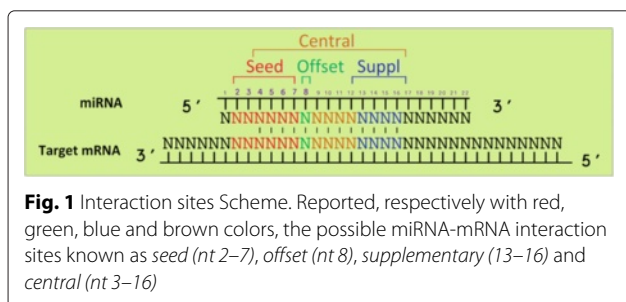 Central
Seed Offset Suppl
1 2 3 4 5 6 7 8 9 10 11 12 13 14 15 16 17 18 19 20 21 22
miRNA 5′ NNNNNNNNNNNNNNNNNNNNNN 3′
Target mRNA 3′ NNNNNNNNNNNNNNNNNNNNNNNNNNNNNNNNNNN 5′
Fig. 1 Interaction sites Scheme. Reported, respectively with red,
green, blue and brown colors, the possible miRNA-mRNA interaction
sites known as seed (nt 2–7), offset (nt 8), supplementary (13–16) and
central (nt 3–16)